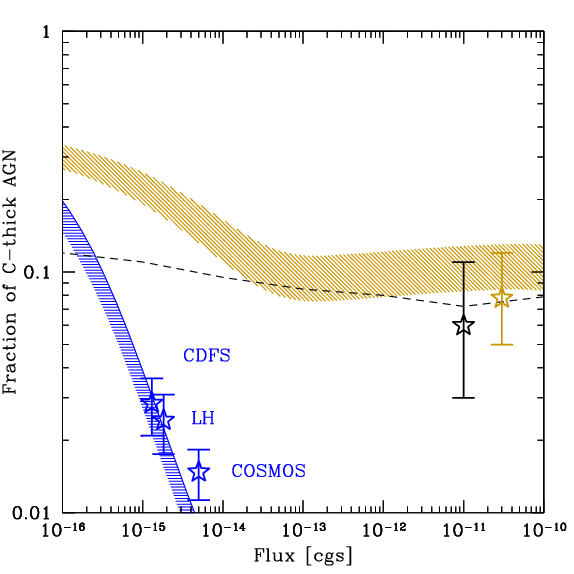 1
0.1
0.01
Fraction of C-thick AGN
CDFS
LH
COSMOS
10⁻¹⁶ 10⁻¹⁵ 10⁻¹⁴ 10⁻¹³ 10⁻¹² 10⁻¹¹ 10⁻¹⁰
Flux [cgs]